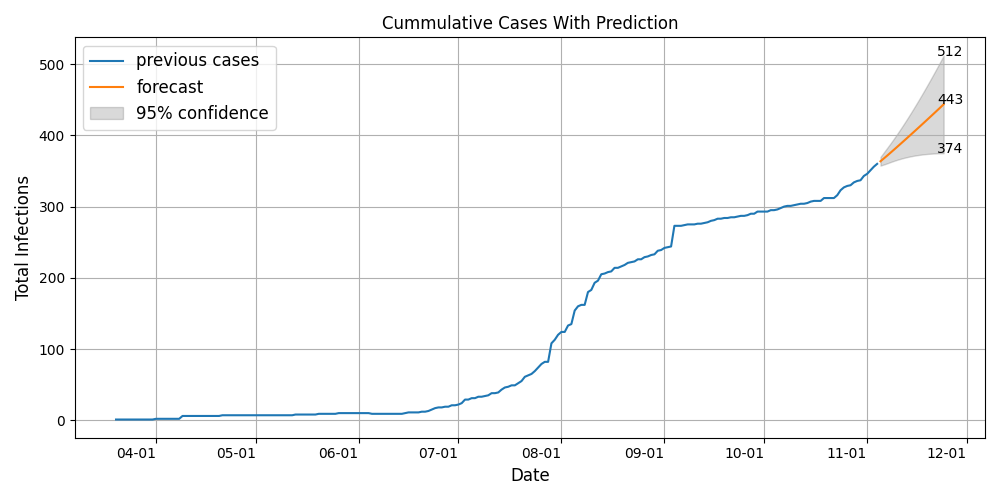 Cummulative Cases With Prediction
previous cases
forecast
95% confidence
512
443
374
500
400
300
200
100
0
Total Infections
04-01 05-01 06-01 07-01 08-01 09-01 10-01 11-01 12-01
Date